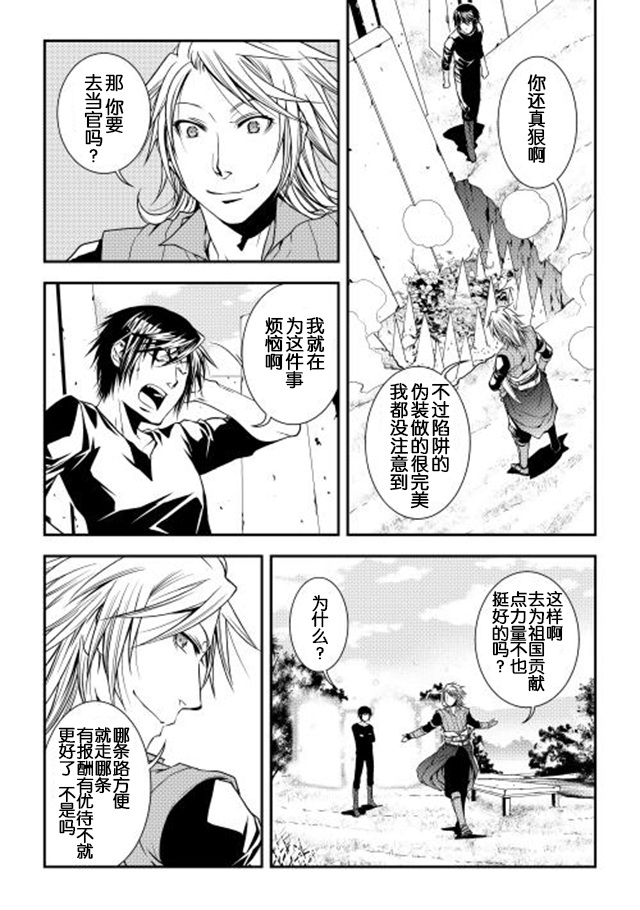 你还真狠啊
不过陷阱的
伪装做的很完美
我都没注意到
那 你要
去当官吗？
我就在
为这件事
烦恼啊
这样啊
去为祖国贡献
点力量不也
挺好的吗？
为什么？
哪条路方便
就走哪条
有报酬有优待不就
更好了 不是吗